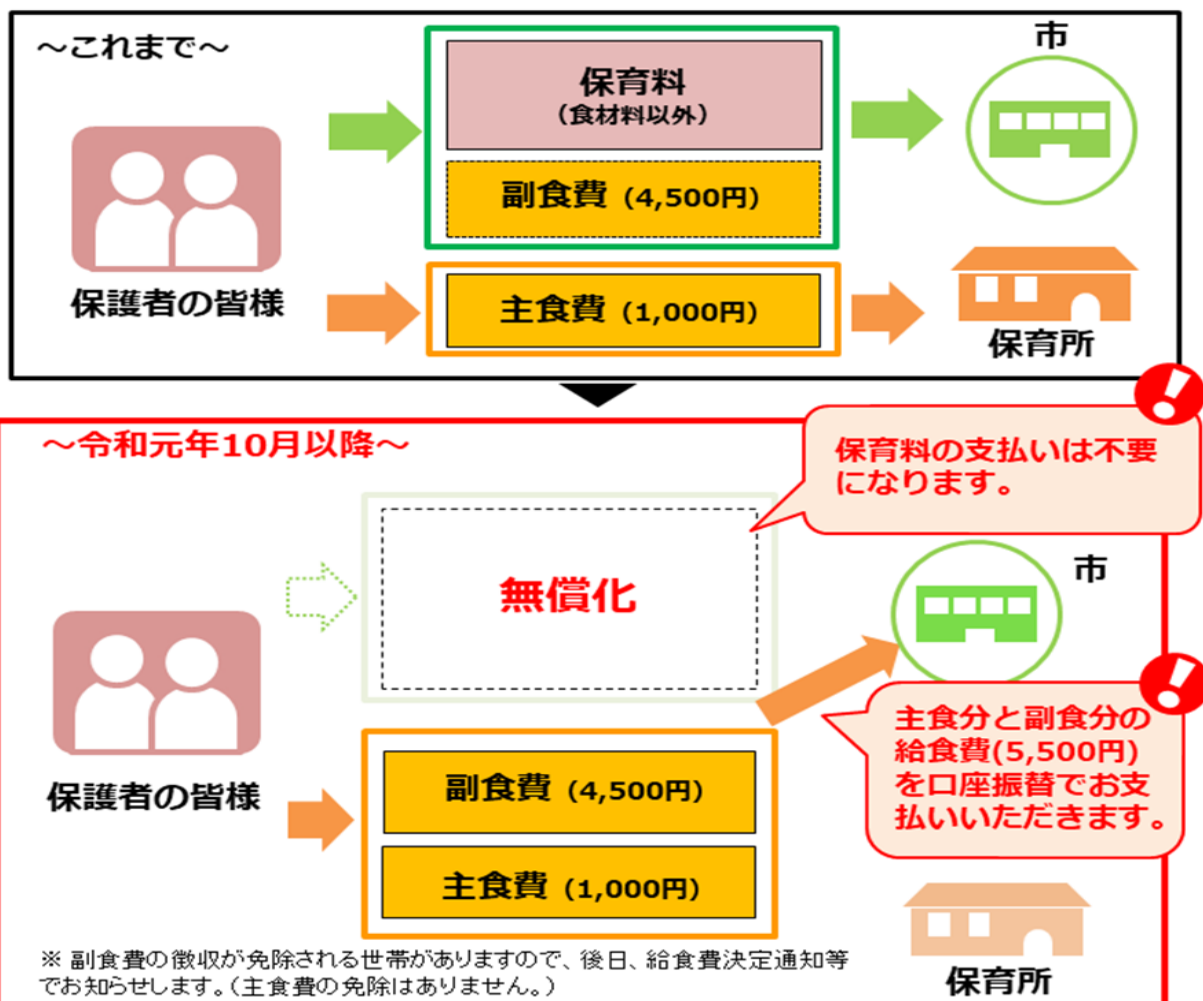 ～これまで～
市
保育料
（食材料以外）
副食費（4,500円）
保護者の皆様
主食費（1,000円）
保育所
～令和元年10月以降～
保育料の支払いは不要
になります。
無償化
市
主食分と副食分の
給食費(5,500円)
を口座振替でお支
払いいただきます。
保護者の皆様
副食費（4,500円）
主食費（1,000円）
※ 副食費の徴収が免除される世帯がありますので、後日、給食費決定通知等
でお知らせします。（主食費の免除はありません。）
保育所